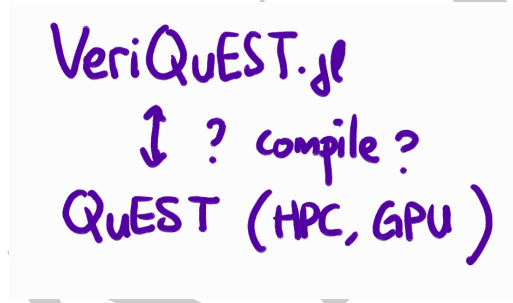 VeriQuEST.jl
↕ ? compile ?
QuEST (HPC, GPU)